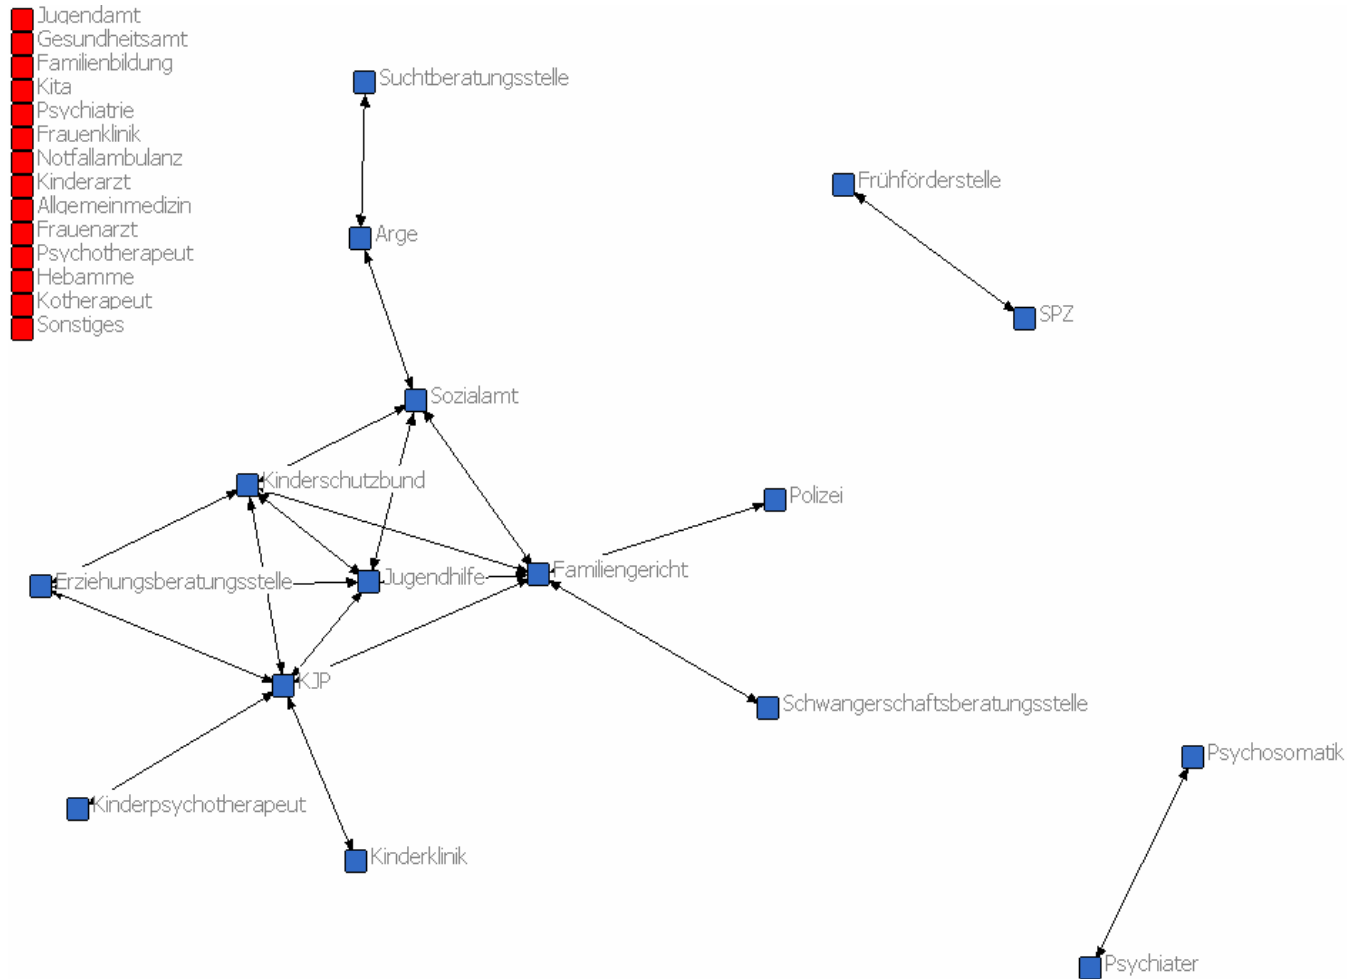 Jugendamt
Gesundheitsamt
Familienbildung
Kita
Psychiatrie
Frauenklinik
Notfallambulanz
Kinderarzt
Allgemeinmedizin
Frauenarzt
Psychotherapeut
Hebamme
Kotherapeut
Sonstiges
Suchtberatungsstelle
Frühförderstelle
Arge
SPZ
Sozialamt
Kinderschutzbund
Polizei
Erziehungsberatungsstelle
Jugendhilfe
Familiengericht
KJP
Schwangerschaftsberatungsstelle
Psychosomatik
Kinderpsychotherapeut
Kinderklinik
Psychiater